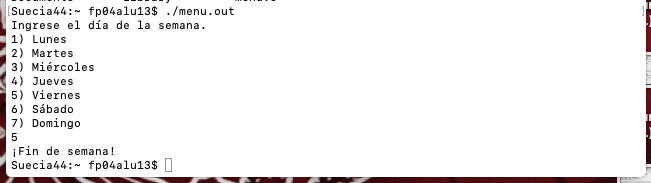 Suecia44:~ fp04alu13$ ./menu.out
Ingrese el día de la semana.
1) Lunes
2) Martes
3) Miércoles
4) Jueves
5) Viernes
6) Sábado
7) Domingo
5
¡Fin de semana!
Suecia44:~ fp04alu13$